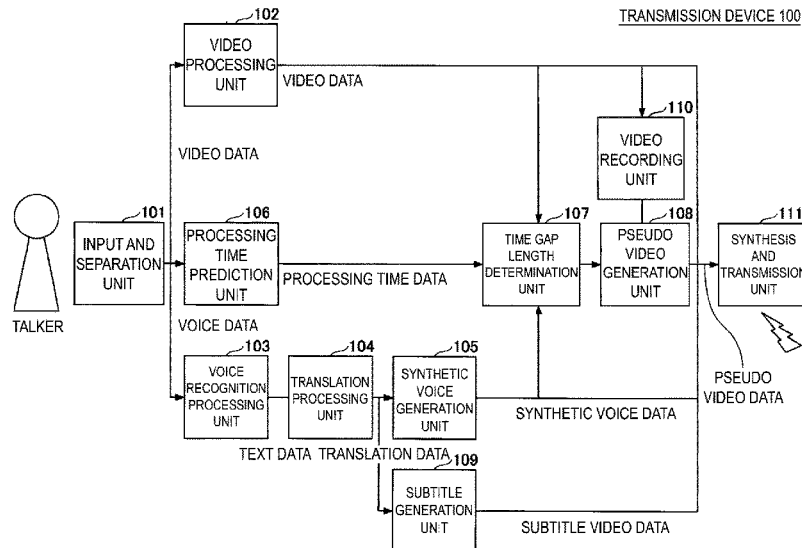 TRANSMISSION DEVICE 100
102
VIDEO
PROCESSING
UNIT
VIDEO DATA
110
VIDEO
RECORDING
UNIT
VIDEO DATA
101
INPUT AND
SEPARATION
UNIT
106
PROCESSING
TIME
PREDICTION
UNIT
PROCESSING TIME DATA
107
TIME GAP
LENGTH
DETERMINATION
UNIT
108
PSEUDO
VIDEO
GENERATION
UNIT
111
SYNTHESIS
AND
TRANSMISSION
UNIT
TALKER
VOICE DATA
103
VOICE
RECOGNITION
PROCESSING
UNIT
104
TRANSLATION
PROCESSING
UNIT
105
SYNTHETIC
VOICE
GENERATION
UNIT
SYNTHETIC VOICE DATA
PSEUDO
VIDEO DATA
TEXT DATA
TRANSLATION DATA
109
SUBTITLE
GENERATION
UNIT
SUBTITLE VIDEO DATA